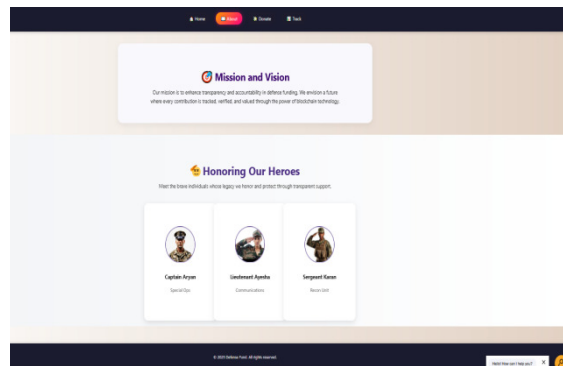 Home About Donate Track
Mission and Vision
Our mission is to enhance transparency and accountability in defence funding. We envision a future
where every contribution is tracked, verified, and valued through the power of blockchain technology.
Honoring Our Heroes
Meet the brave individuals whose legacy we honor and protect through transparent support.
Captain Aryan Lieutenant Ayesha Sergeant Karan
Special Ops Communications Recon Unit
© 2025 Defense Fund. All rights reserved.
Hello! How can I help you? X